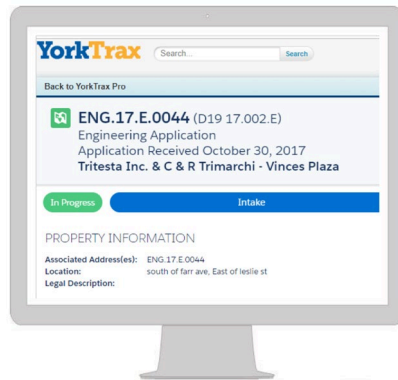 YorkTrax Search... Search
Back to YorkTrax Pro
ENG.17.E.0044 (D19 17.002.E)
Engineering Application
Application Received October 30, 2017
Tritesta Inc. & C & R Trimarchi - Vinces Plaza
In Progress Intake
PROPERTY INFORMATION
Associated Address(es): ENG.17.E.0044
Location: south of farr ave, East of leslie st
Legal Description: